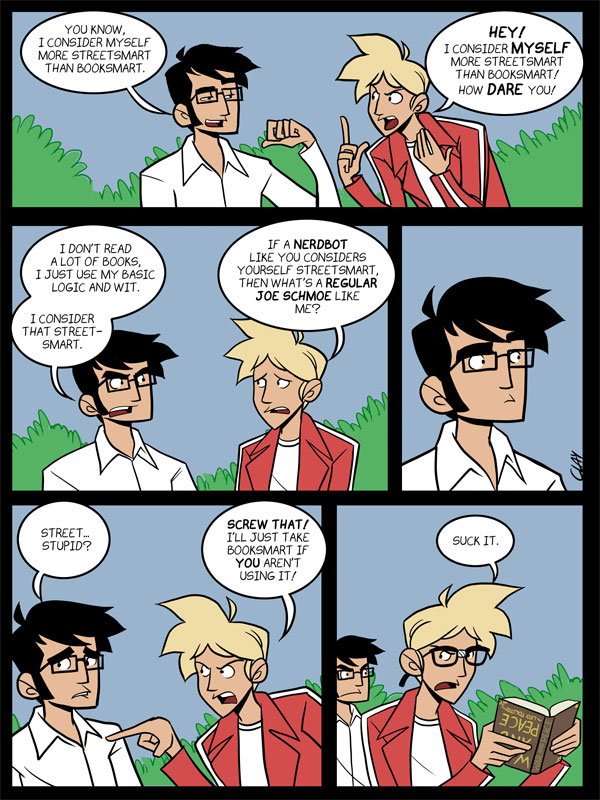 YOU KNOW,
I CONSIDER MYSELF
MORE STREETSMART
THAN BOOKSMART.
HEY!
I CONSIDER MYSELF
MORE STREETSMART
THAN BOOKSMART!
HOW DARE YOU!
I DON'T READ
A LOT OF BOOKS,
I JUST USE MY BASIC
LOGIC AND WIT.
I CONSIDER
THAT STREET-
SMART.
IF A NERDBOT
LIKE YOU CONSIDERS
YOURSELF STREETSMART,
THEN WHAT'S A REGULAR
JOE SCHMOE LIKE
ME?
CLAY
STREET...
STUPID?
SCREW THAT!
I'LL JUST TAKE
BOOKSMART IF
YOU AREN'T
USING IT!
SUCK IT.
AND
PEACE
LEO TOLSTOY